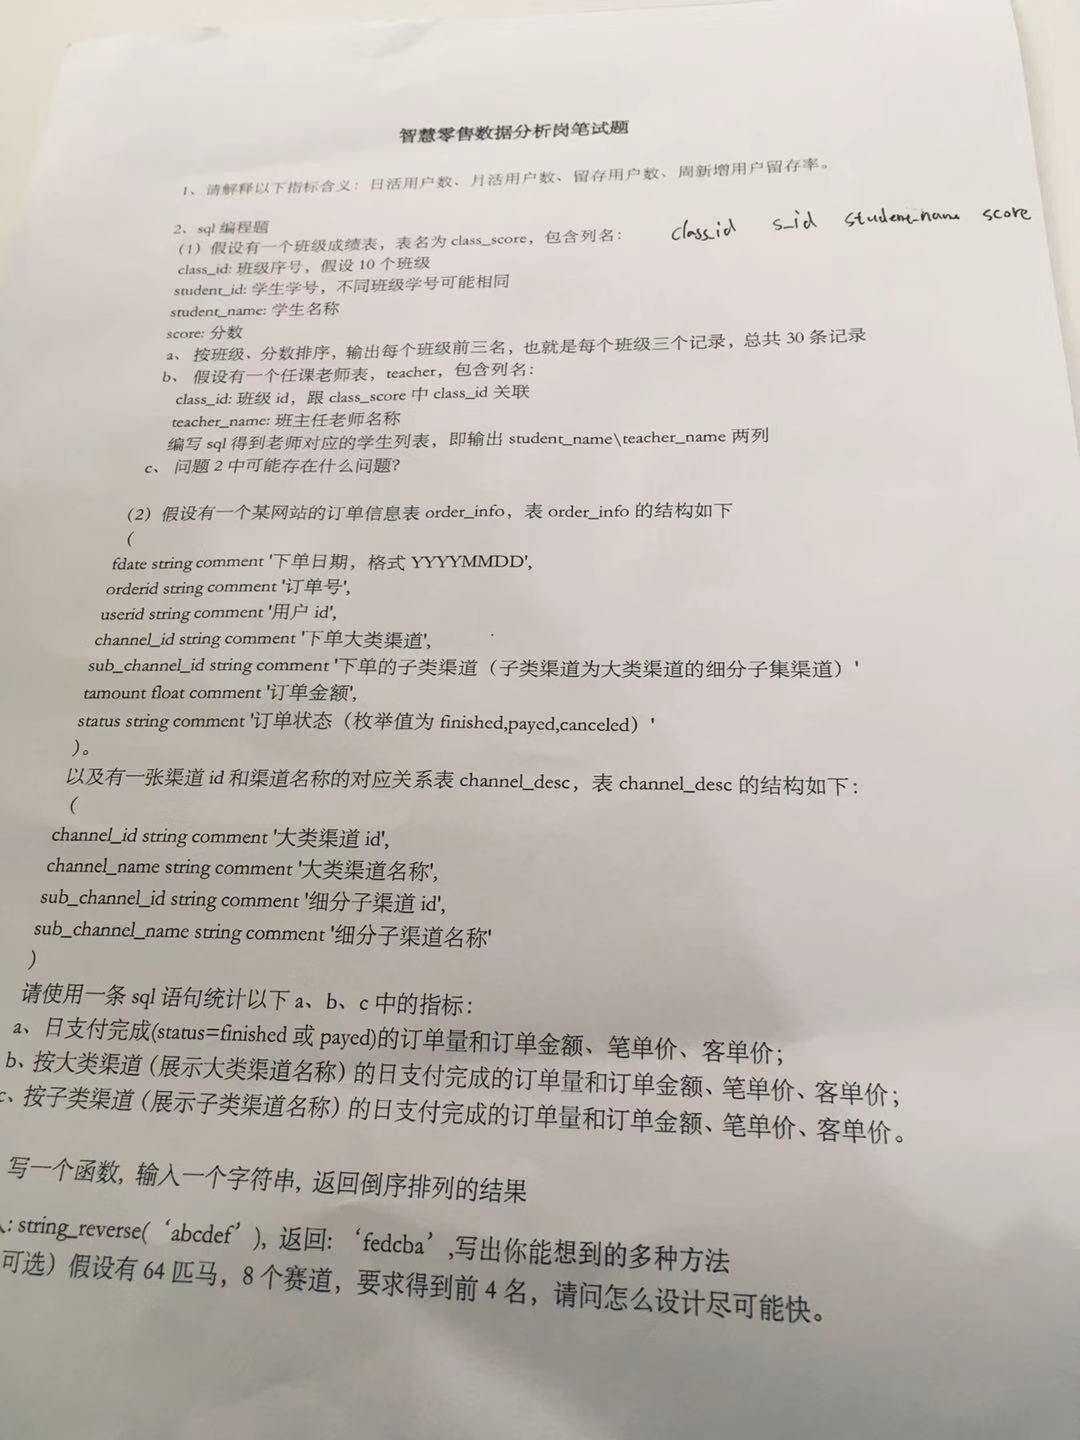 智慧零售数据分析岗笔试题
1、请解释以下指标含义：日活用户数、月活用户数、留存用户数、周新增用户留存率。
2、sql 编程题
class_id s_id student_name score
（1）假设有一个班级成绩表，表名为 class_score，包含列名：
class_id: 班级序号，假设 10 个班级
student_id: 学生学号，不同班级学号可能相同
student_name: 学生名称
score: 分数
a、 按班级、分数排序，输出每个班级前三名，也就是每个班级三个记录，总共 30 条记录
b、 假设有一个任课老师表，teacher，包含列名：
class_id: 班级 id，跟 class_score 中 class_id 关联
teacher_name: 班主任老师名称
编写 sql 得到老师对应的学生列表，即输出 student_name\teacher_name 两列
c、 问题 2 中可能存在什么问题?
（2）假设有一个某网站的订单信息表 order_info，表 order_info 的结构如下
(
fdate string comment '下单日期，格式 YYYYMMDD',
orderid string comment '订单号',
userid string comment '用户 id',
channel_id string comment '下单大类渠道',
sub_channel_id string comment '下单的子类渠道（子类渠道为大类渠道的细分子集渠道）'
tamount float comment '订单金额',
status string comment '订单状态（枚举值为 finished,payed,canceled）'
)。
以及有一张渠道 id 和渠道名称的对应关系表 channel_desc，表 channel_desc 的结构如下：
(
channel_id string comment '大类渠道 id',
channel_name string comment '大类渠道名称',
sub_channel_id string comment '细分子渠道 id',
sub_channel_name string comment '细分子渠道名称'
)
请使用一条 sql 语句统计以下 a、b、c 中的指标：
a、日支付完成(status=finished 或 payed)的订单量和订单金额、笔单价、客单价；
b、按大类渠道（展示大类渠道名称）的日支付完成的订单量和订单金额、笔单价、客单价；
c、按子类渠道（展示子类渠道名称）的日支付完成的订单量和订单金额、笔单价、客单价。
写一个函数, 输入一个字符串, 返回倒序排列的结果
: string_reverse(‘abcdef’), 返回: ‘fedcba’,写出你能想到的多种方法
可选）假设有 64 匹马，8 个赛道，要求得到前 4 名，请问怎么设计尽可能快。